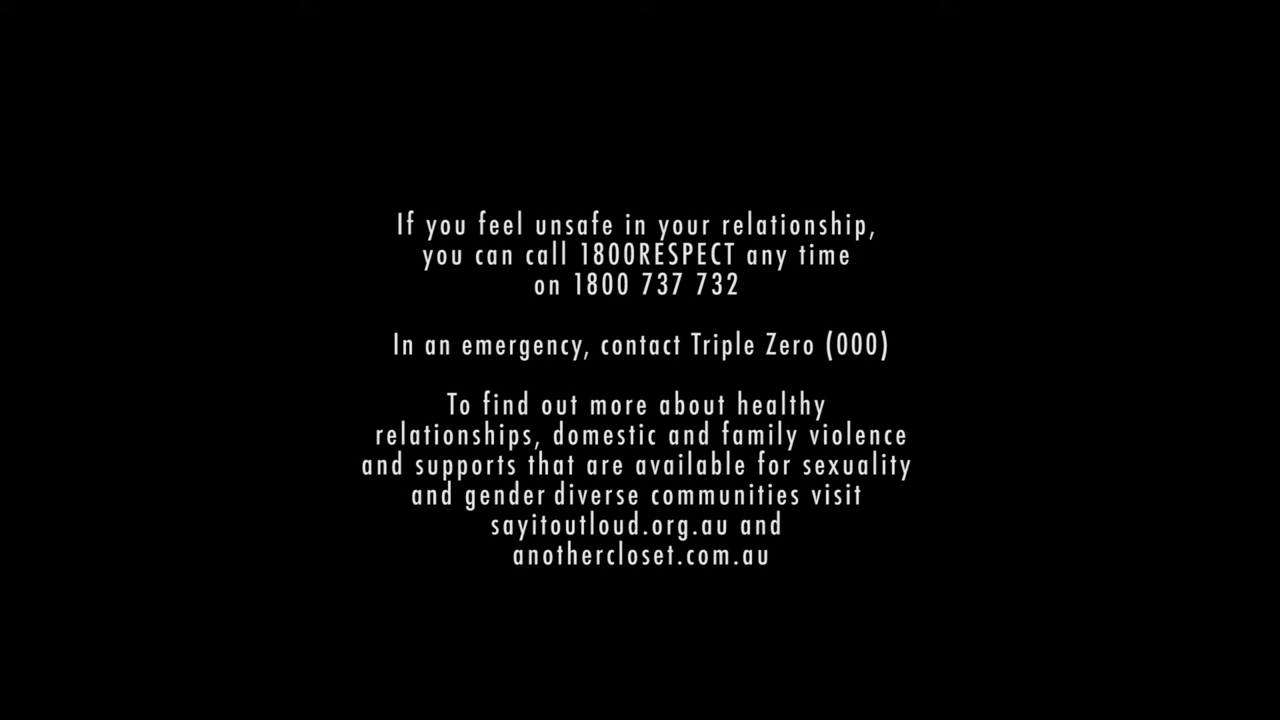 If you feel unsafe in your relationship,
you can call 1800RESPECT any time
on 1800 737 732
In an emergency, contact Triple Zero (000)
To find out more about healthy
relationships, domestic and family violence
and supports that are available for sexuality
and gender diverse communities visit
sayitoutloud.org.au and
anothercloset.com.au